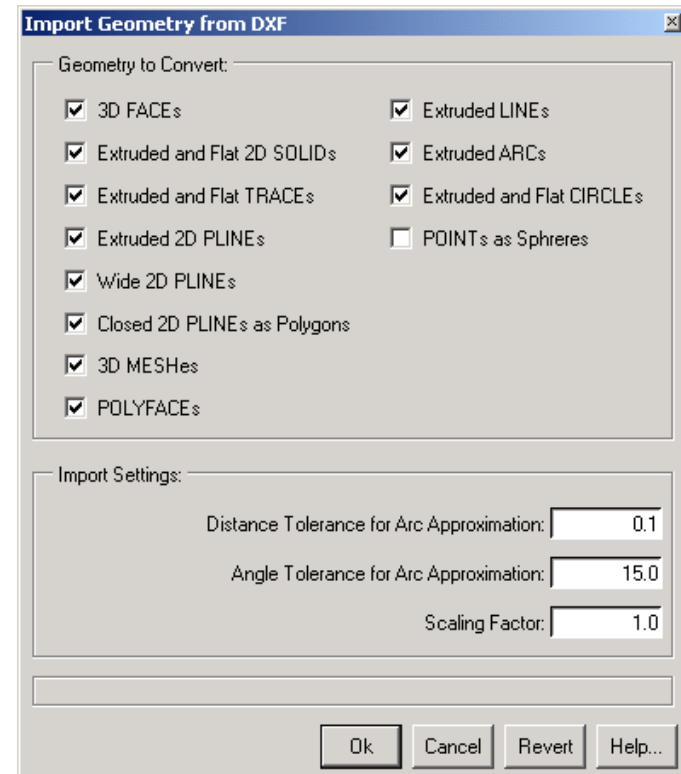 Import Geometry from DXF
Geometry to Convert:
3D FACEs
Extruded LINEs
Extruded and Flat 2D SOLIDs
Extruded ARCs
Extruded and Flat TRACEs
Extruded and Flat CIRCLEs
Extruded 2D PLINEs
POINTs as Sphreres
Wide 2D PLINEs
Closed 2D PLINEs as Polygons
3D MESHes
POLYFACEs
Import Settings:
Distance Tolerance for Arc Approximation: 0.1
Angle Tolerance for Arc Approximation: 15.0
Scaling Factor: 1.0
Ok Cancel Revert Help...